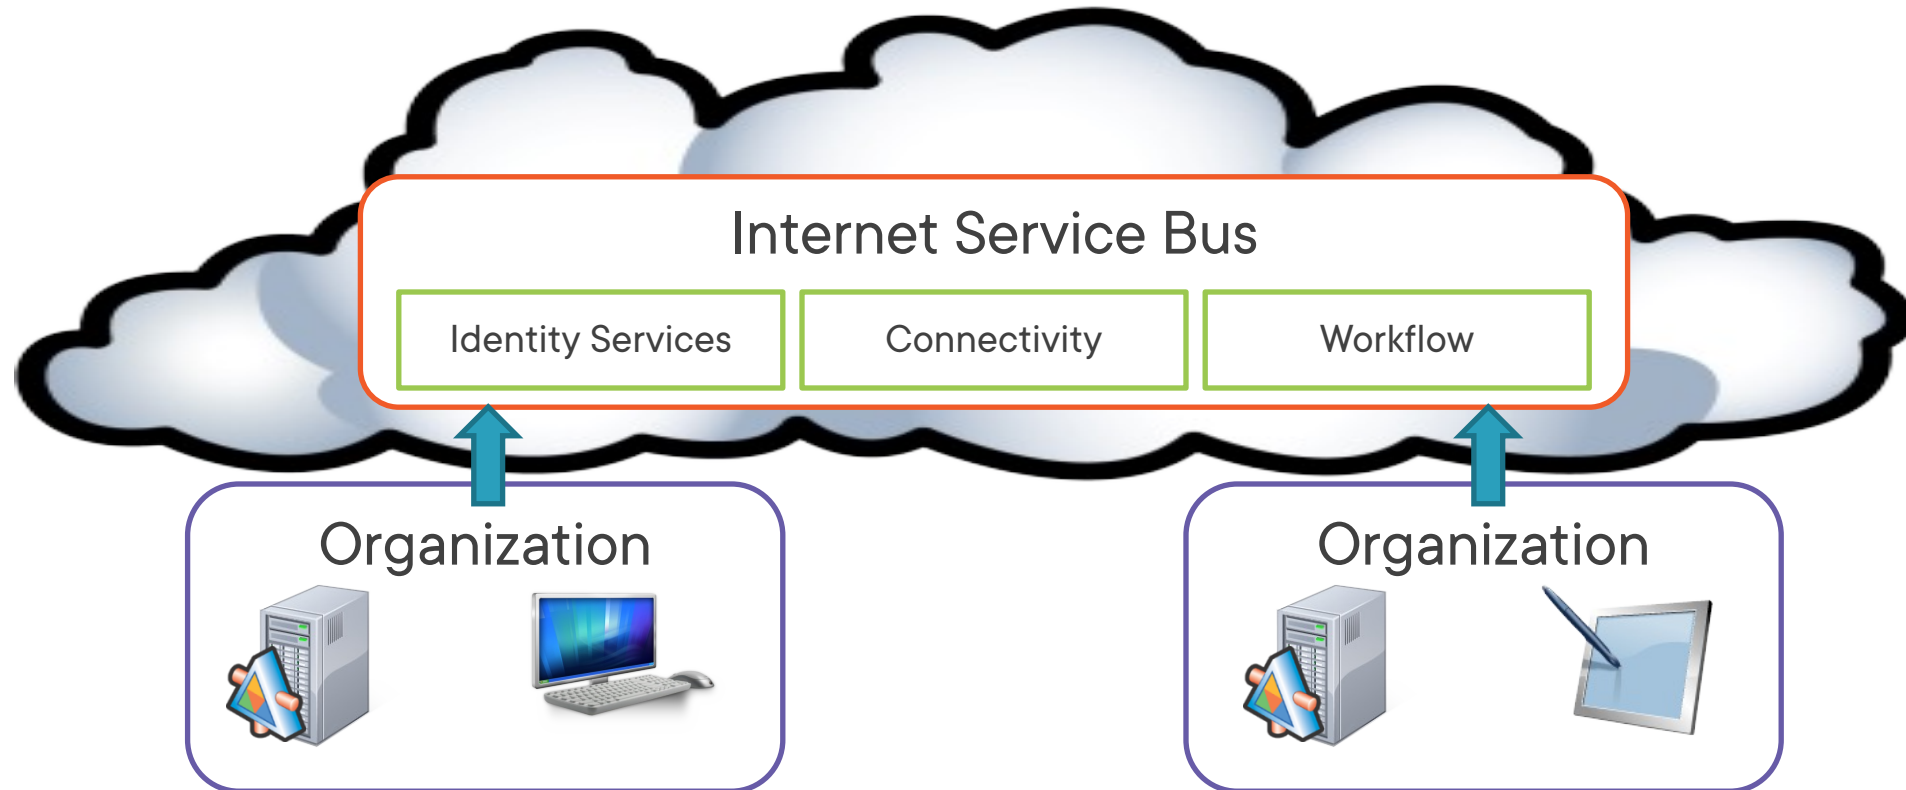 Internet Service Bus
Identity Services
Connectivity
Workflow
Organization
Organization